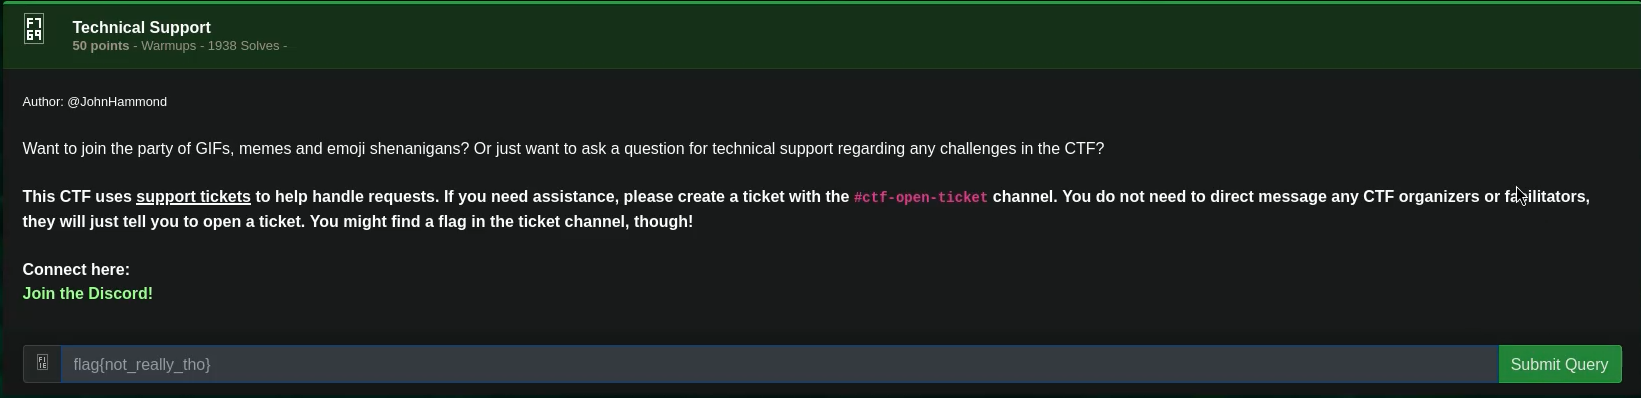 Technical Support
50 points - Warmups - 1938 Solves -
Author: @JohnHammond
Want to join the party of GIFs, memes and emoji shenanigans? Or just want to ask a question for technical support regarding any challenges in the CTF?
This CTF uses support tickets to help handle requests. If you need assistance, please create a ticket with the #ctf-open-ticket channel. You do not need to direct message any CTF organizers or facilitators,
they will just tell you to open a ticket. You might find a flag in the ticket channel, though!
Connect here:
Join the Discord!
flag{not_really_tho}
Submit Query